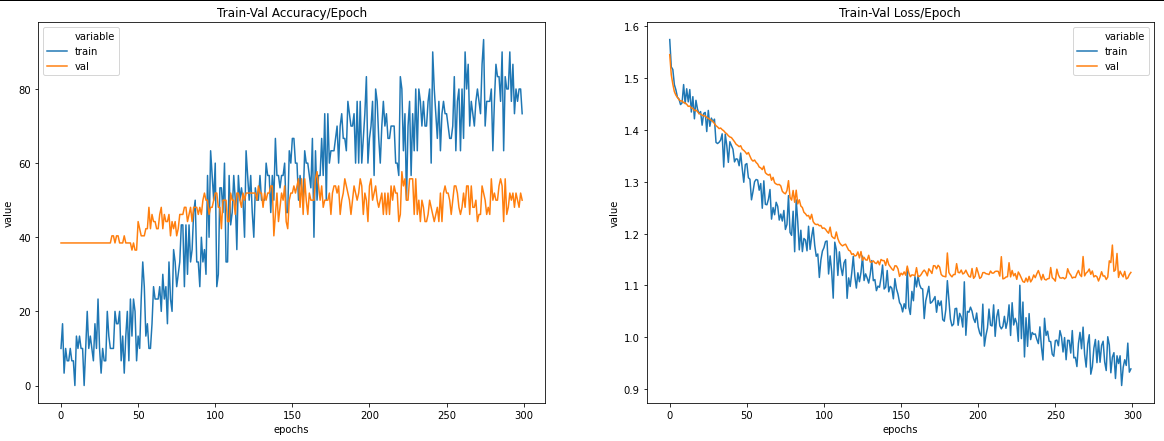 Train-Val Accuracy/Epoch
variable
train
val
value
80
60
40
20
0
0
50
100
150
200
250
300
epochs
Train-Val Loss/Epoch
variable
train
val
value
1.6
1.5
1.4
1.3
1.2
1.1
1.0
0.9
0
50
100
150
200
250
300
epochs